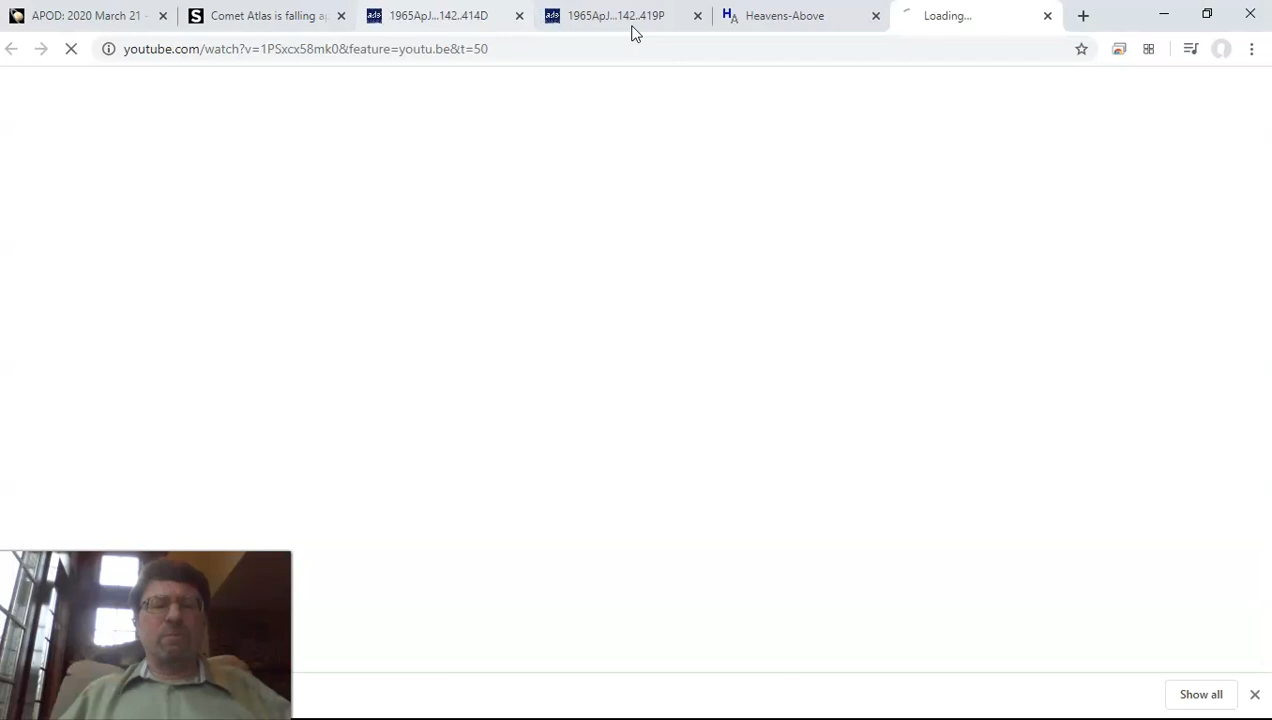 APOD: 2020 March 21 -
Comet Atlas is falling a
1965ApJ...142..414D
1965ApJ...142..419P
Heavens-Above
Loading...
youtube.com/watch?v=1PSxcx58mk0&feature=youtu.be&t=50
Show all